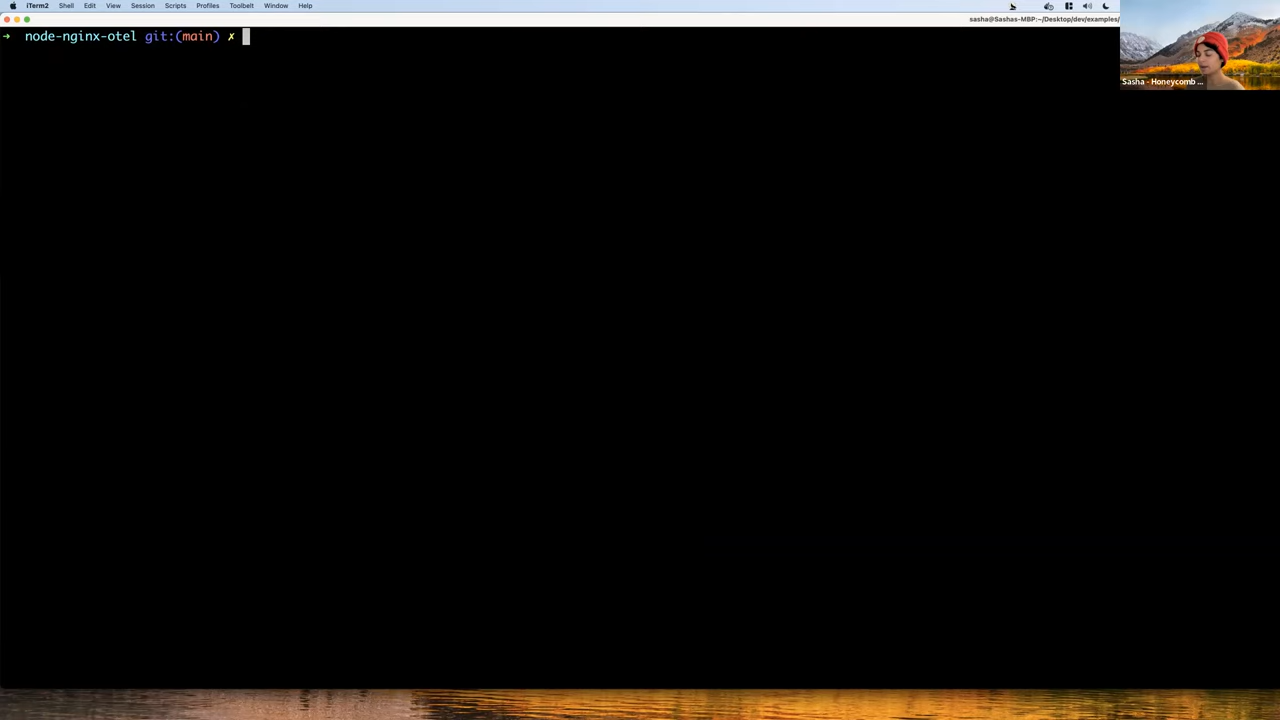 iTerm2 Shell Edit View Session Scripts Profiles Toolbelt Window Help
sasha@Sashas-MBP:~/Desktop/dev/examples/
➜ node-nginx-otel git:(main) ✗
Sasha - Honeycomb ...